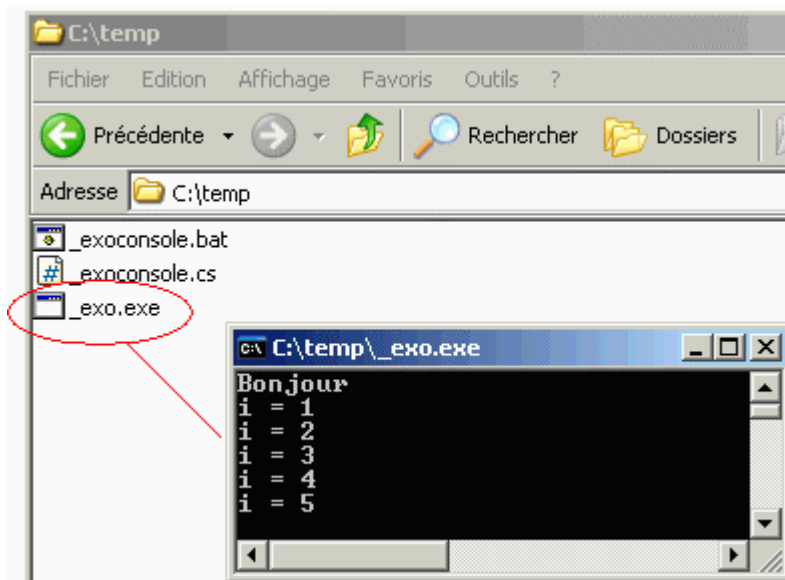 C:\temp
Fichier Edition Affichage Favoris Outils ?
Précédente Rechercher Dossiers
Adresse C:\temp
_exoconsole.bat
_exoconsole.cs
_exo.exe
C:\temp\_exo.exe
Bonjour
i = 1
i = 2
i = 3
i = 4
i = 5